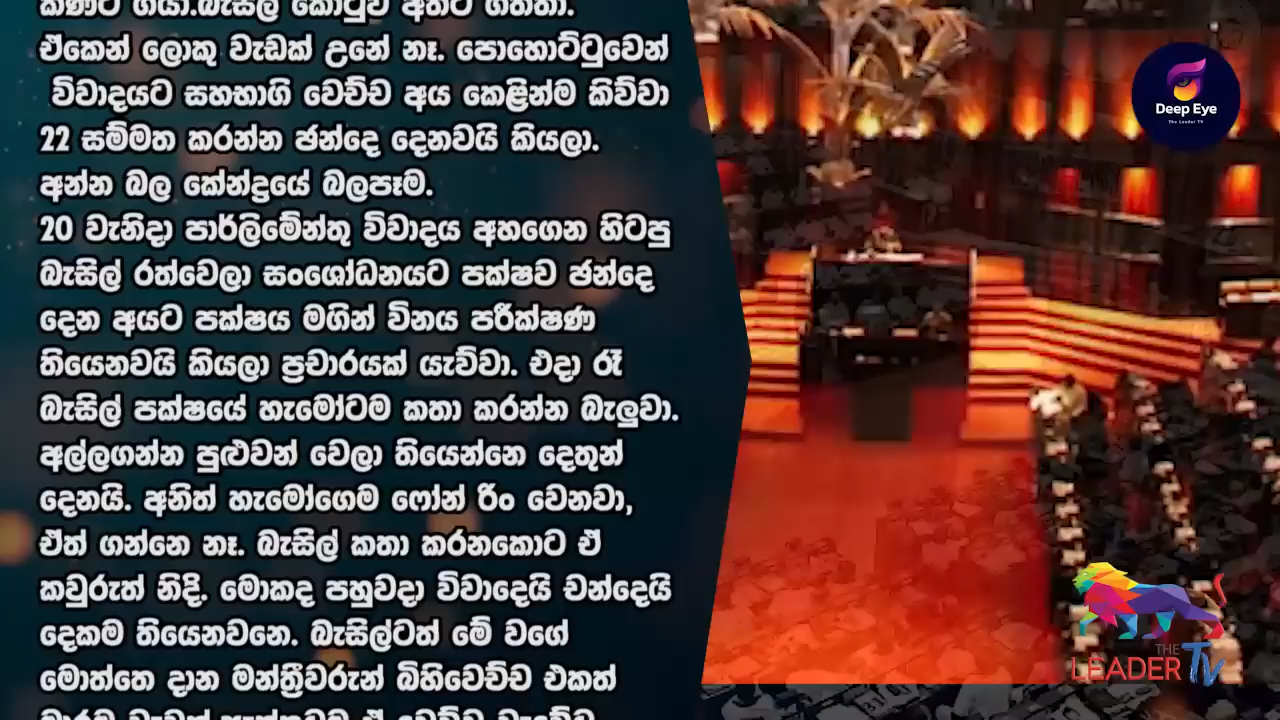 ඒකෙන් ලොකු වැඩක් උනේ නෑ. පොහොට්ටුවෙන්
විවාදයට සහභාගි වෙච්ච අය කෙළින්ම කිව්වා
22 සම්මත කරන්න ඡන්දෙ දෙනවයි කියලා.
අන්න බල කේන්ද්‍රයේ බලපෑම.
20 වැනිදා පාර්ලිමේන්තු විවාදය අහගෙන හිටපු
බැසිල් රත්වෙලා සංශෝධනයට පක්ෂව ඡන්දෙ
දෙන අයට පක්ෂය මගින් විනය පරීක්ෂණ
තියෙනවයි කියලා ප්‍රචාරයක් යැව්වා. එදා රෑ
බැසිල් පක්ෂයේ හැමෝටම කතා කරන්න බැලුවා.
අල්ලගන්න පුළුවන් වෙලා තියෙන්නෙ දෙතුන්
දෙනයි. අනිත් හැමෝගෙම ෆෝන් රිං වෙනවා,
ඒත් ගන්නෙ නෑ. බැසිල් කතා කරනකොට ඒ
කවුරුත් නිදි. මොකද පහුවදා විවාදෙයි චන්දෙයි
දෙකම තියෙනවනෙ. බැසිල්ටත් මේ වගේ
මොත්තෙ දාන මන්ත්‍රීවරුන් බිහිවෙච්ච එකත්
Deep Eye
The Leader TV
THE
LEADER TV